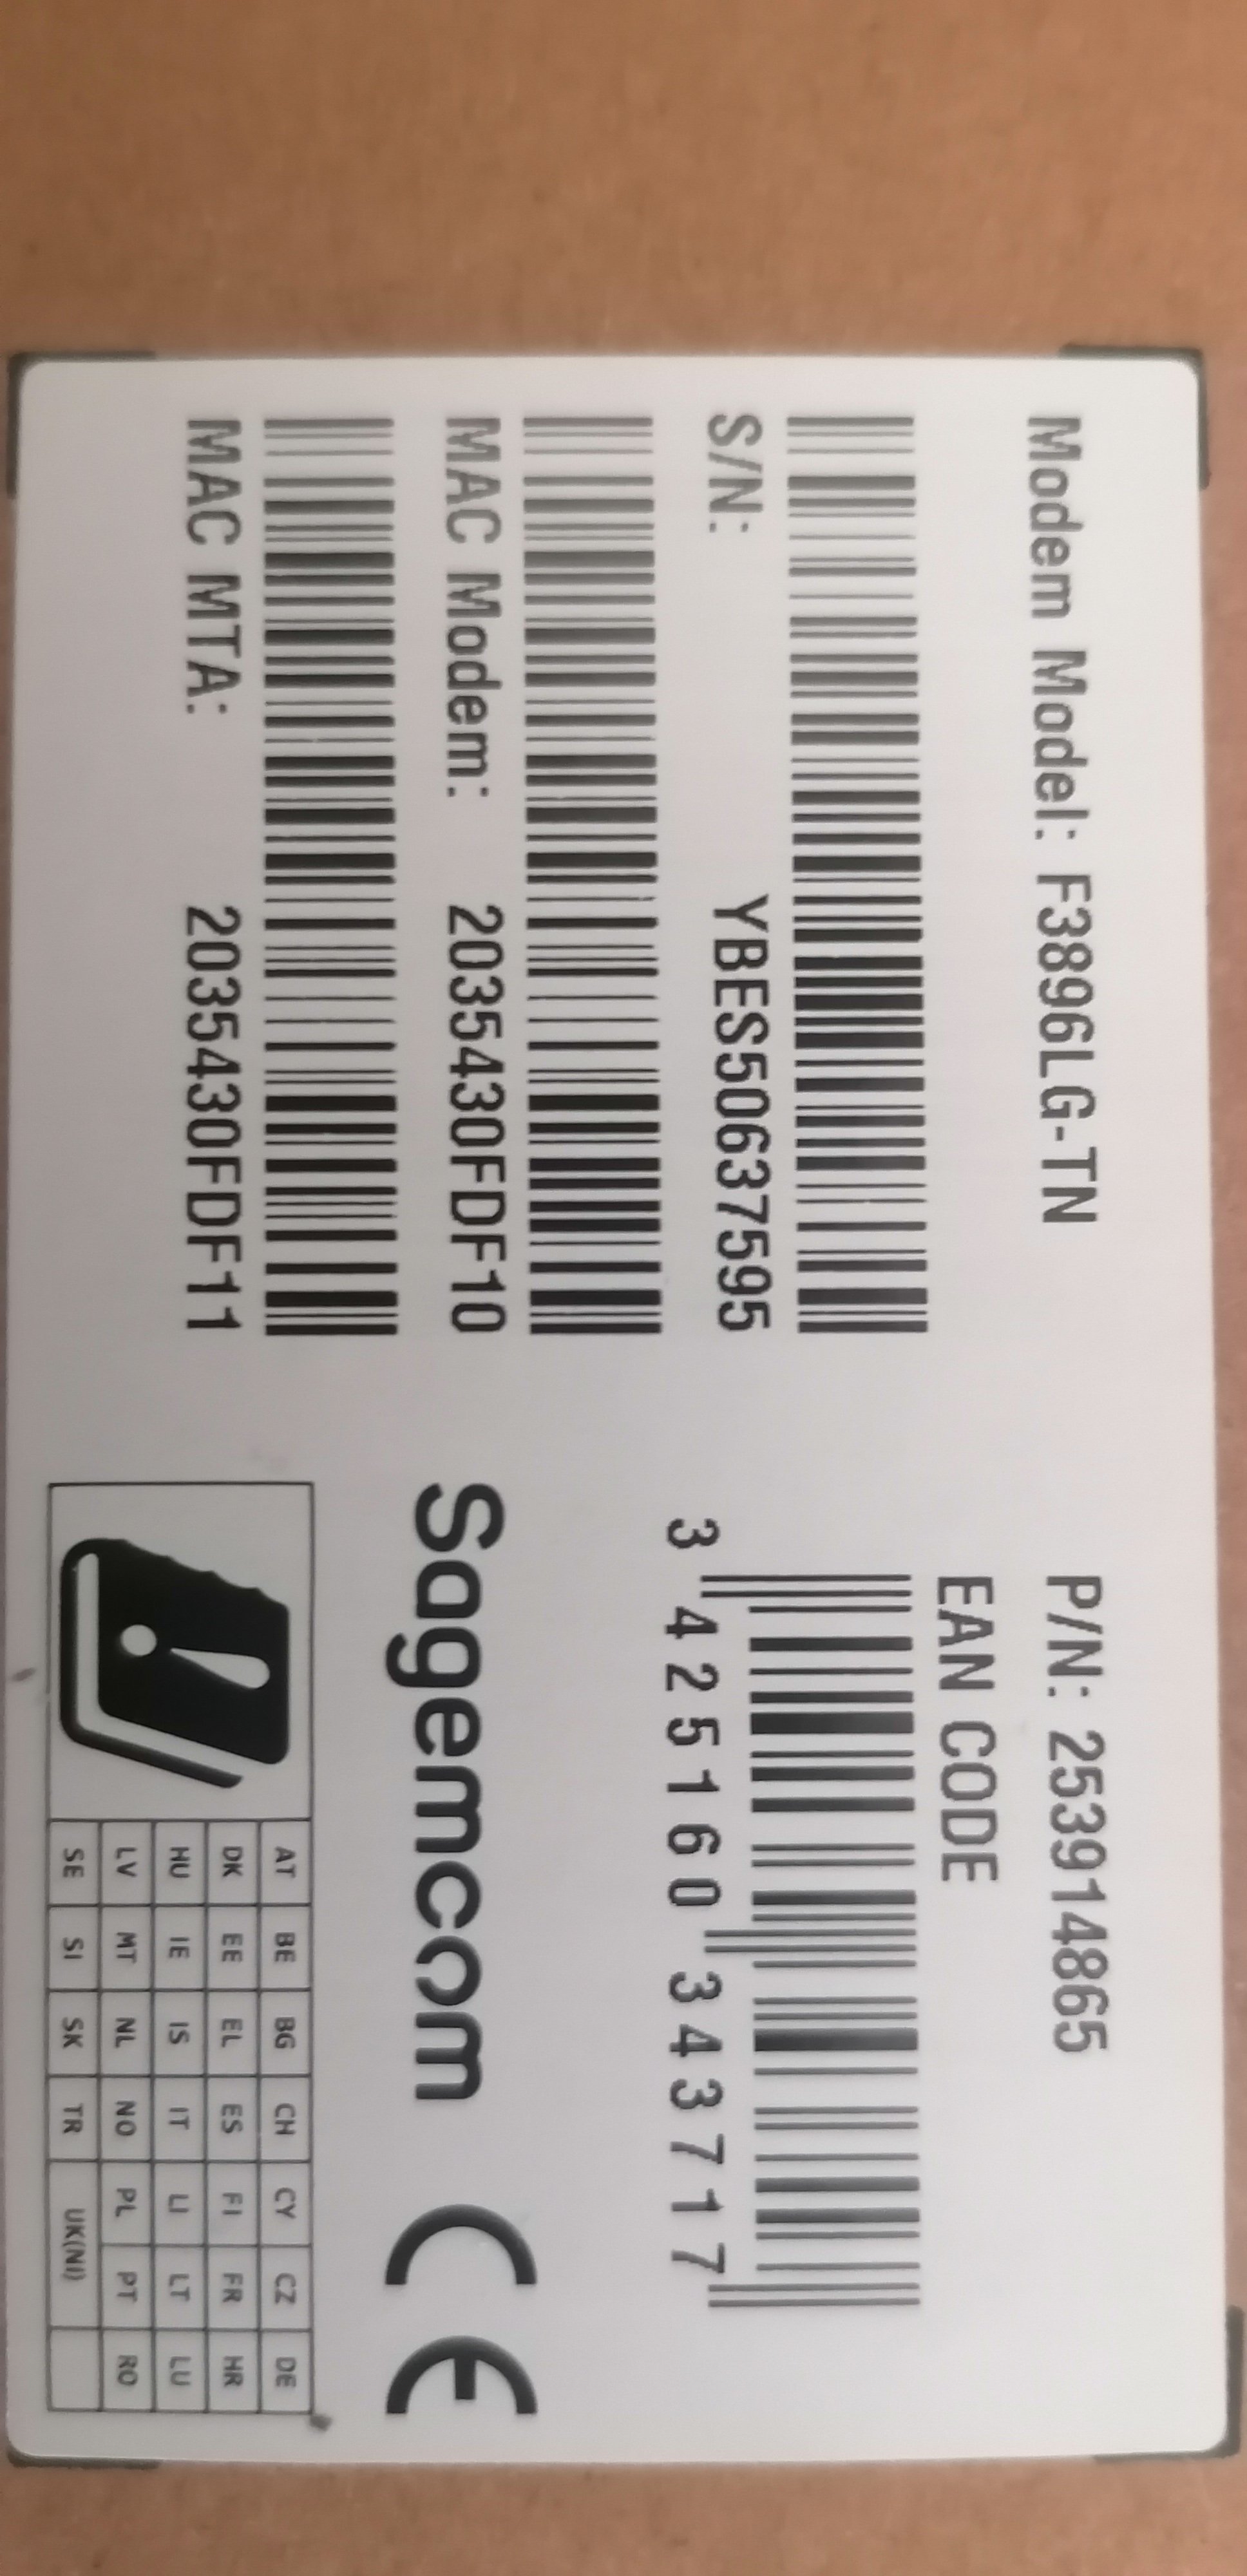 Modem Model: F3896LG-TN
S/N: YBES50637595
MAC Modem: 2035430FDF10
MAC MTA: 2035430FDF11
P/N: 253914865
EAN CODE
3 425160 343717
Sagemcom CE
AT BE BG CH CY CZ DE
DK EE EL ES FI FR HR
HU IE IS IT LI LT LU
LV MT NL NO PL PT RO
SE SI SK TR UK(NI)